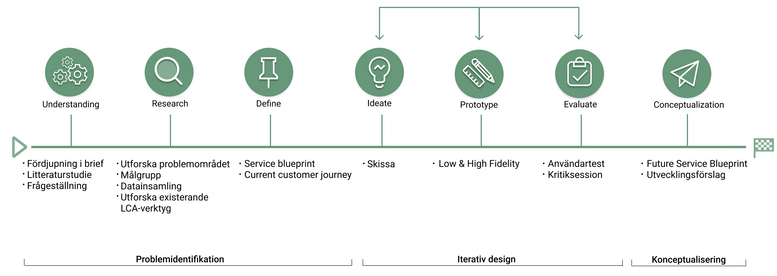 Understanding
Research
Define
Ideate
Prototype
Evaluate
Conceptualization
· Fördjupning i brief
· Litteraturstudie
· Frågeställning
· Utforska problemområdet
· Målgrupp
· Datainsamling
· Utforska existerande
LCA-verktyg
· Service blueprint
· Current customer journey
· Skissa
· Low & High Fidelity
· Användartest
· Kritiksession
· Future Service Blueprint
· Utvecklingsförslag
Problemidentifikation
Iterativ design
Konceptualisering